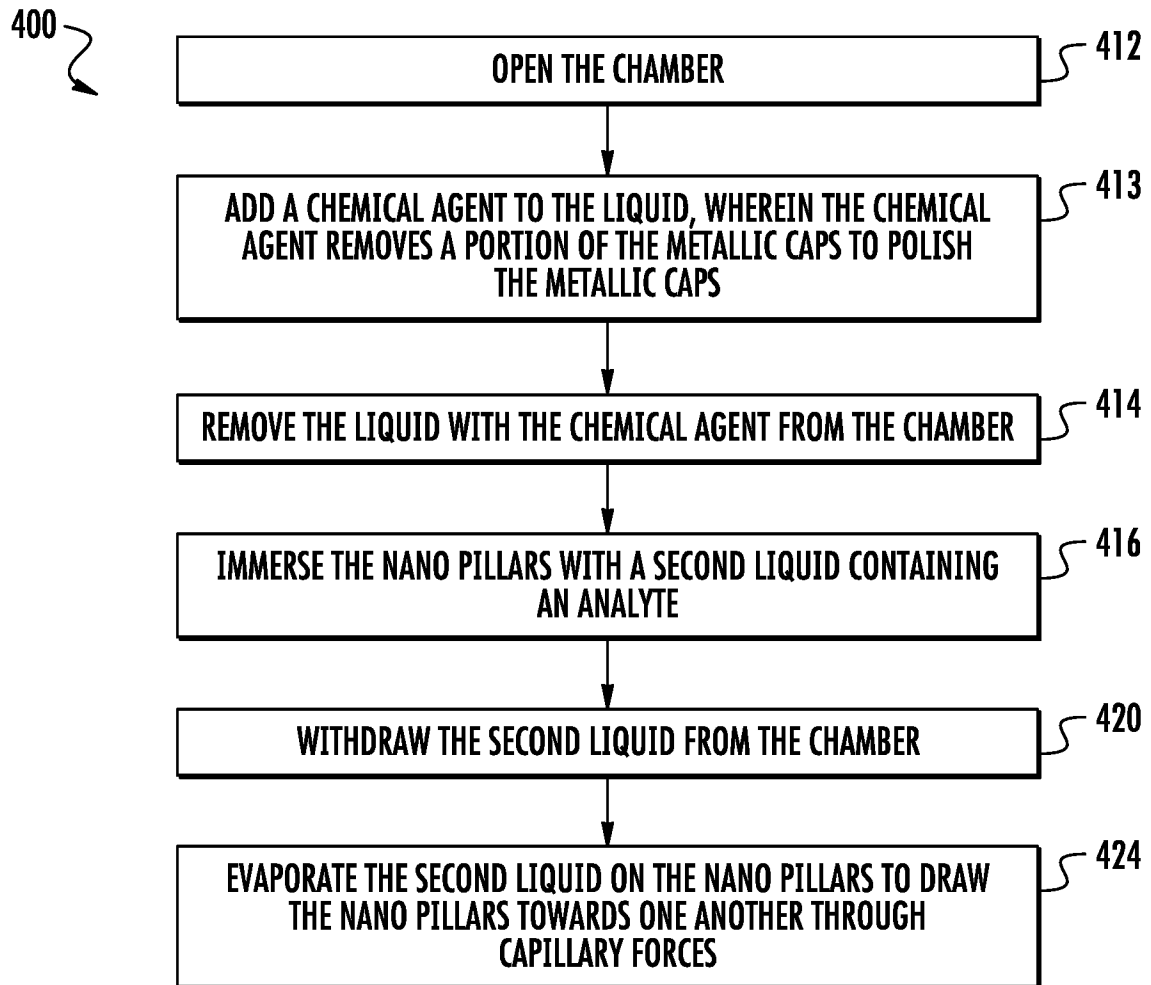 400
OPEN THE CHAMBER
412
ADD A CHEMICAL AGENT TO THE LIQUID, WHEREIN THE CHEMICAL
AGENT REMOVES A PORTION OF THE METALLIC CAPS TO POLISH
THE METALLIC CAPS
413
REMOVE THE LIQUID WITH THE CHEMICAL AGENT FROM THE CHAMBER
414
IMMERSE THE NANO PILLARS WITH A SECOND LIQUID CONTAINING
AN ANALYTE
416
WITHDRAW THE SECOND LIQUID FROM THE CHAMBER
420
EVAPORATE THE SECOND LIQUID ON THE NANO PILLARS TO DRAW
THE NANO PILLARS TOWARDS ONE ANOTHER THROUGH
CAPILLARY FORCES
424